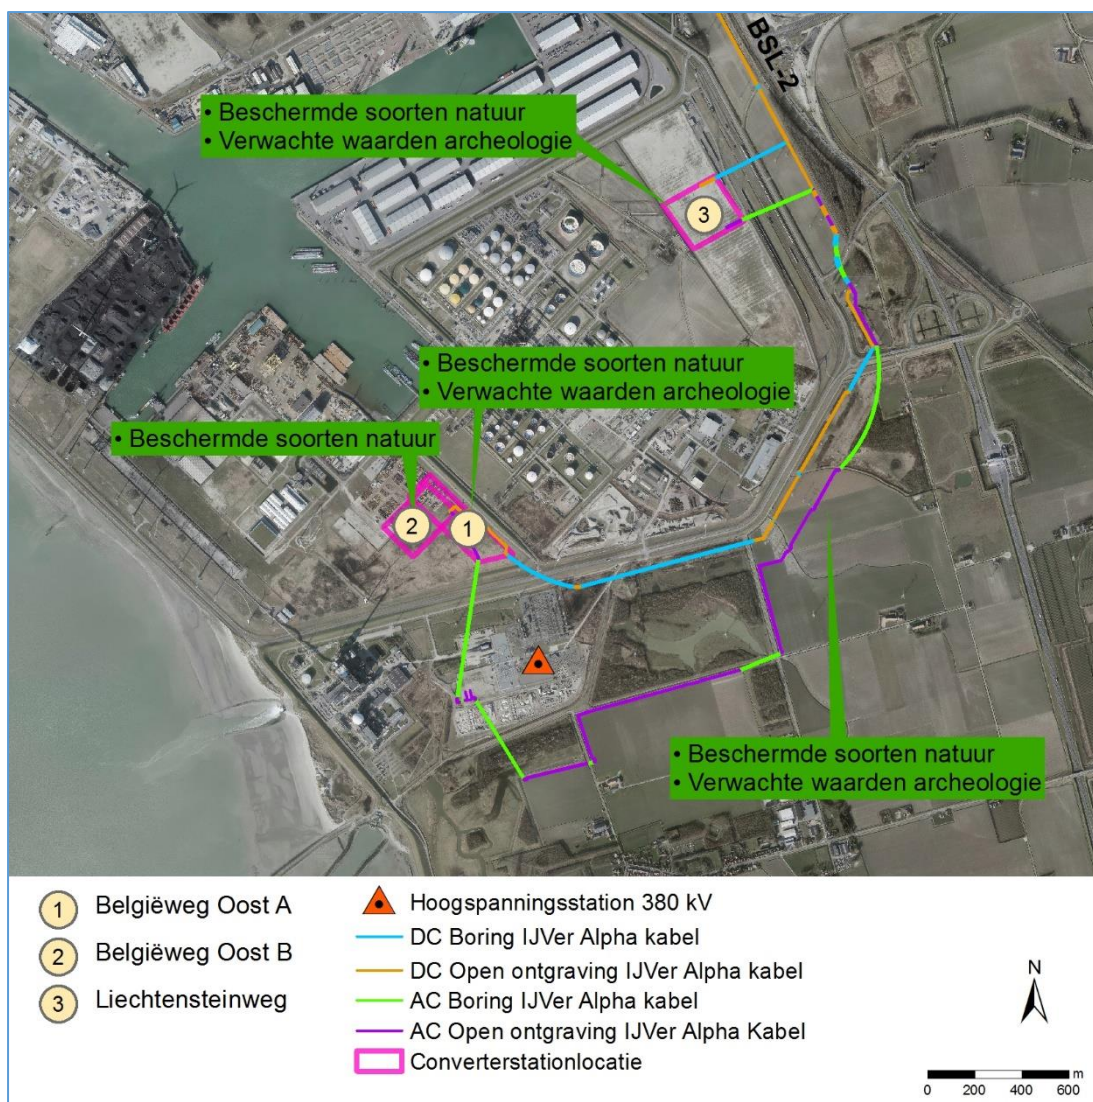 BSL-2
• Beschermde soorten natuur
• Verwachte waarden archeologie
3
• Beschermde soorten natuur
• Verwachte waarden archeologie
• Beschermde soorten natuur
2
1
• Beschermde soorten natuur
• Verwachte waarden archeologie
1 Belgiëweg Oost A
2 Belgiëweg Oost B
3 Liechtensteinweg
Hoogspanningsstation 380 kV
DC Boring IJVer Alpha kabel
DC Open ontgraving IJVer Alpha kabel
AC Boring IJVer Alpha kabel
AC Open ontgraving IJVer Alpha Kabel
Converterstationlocatie
N
m
0 200 400 600